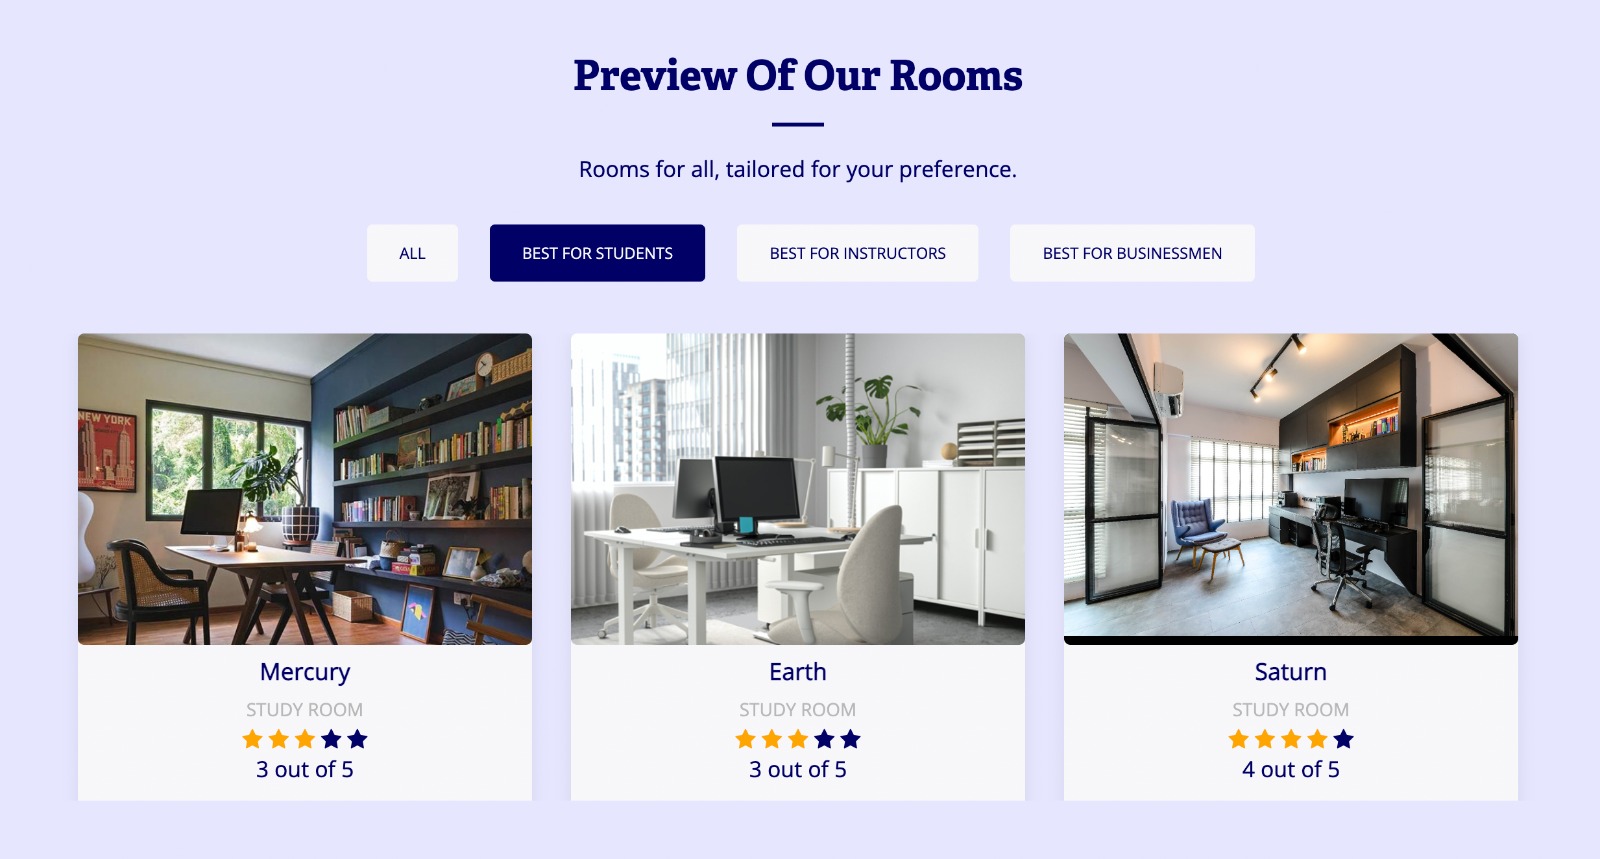 Preview Of Our Rooms
Rooms for all, tailored for your preference.
ALL
BEST FOR STUDENTS
BEST FOR INSTRUCTORS
BEST FOR BUSINESSMEN
NEW YORK
Mercury
STUDY ROOM
3 out of 5
Earth
STUDY ROOM
3 out of 5
Saturn
STUDY ROOM
4 out of 5